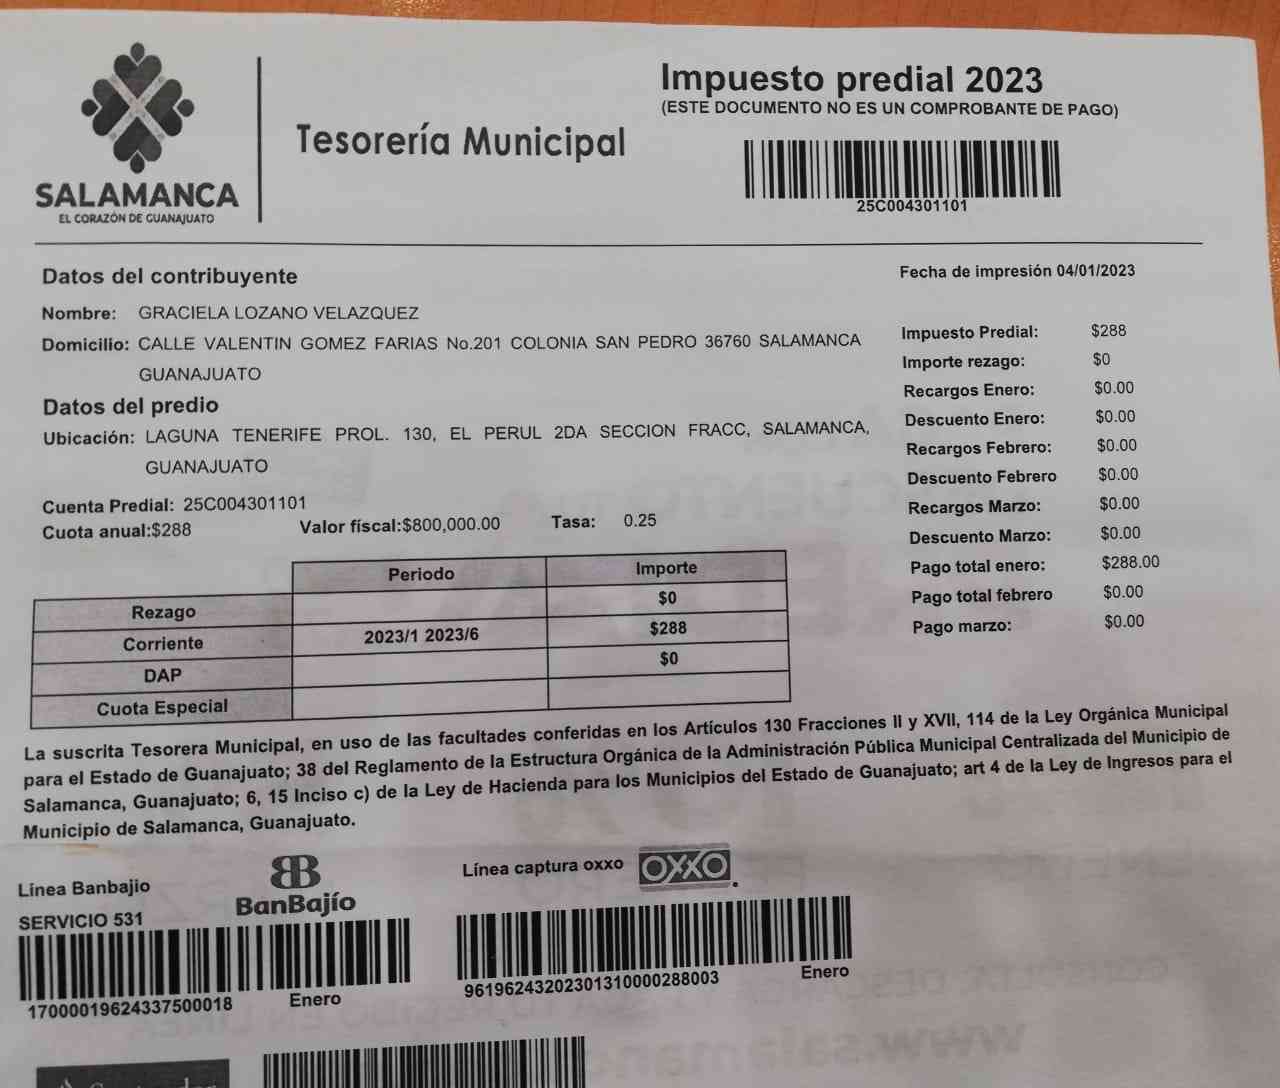 Impuesto predial 2023
(ESTE DOCUMENTO NO ES UN COMPROBANTE DE PAGO)
Tesorería Municipal
SALAMANCA
EL CORAZÓN DE GUANAJUATO
25C004301101
Datos del contribuyente
Fecha de impresión 04/01/2023
Nombre: GRACIELA LOZANO VELAZQUEZ
Domicilio: CALLE VALENTIN GOMEZ FARIAS No.201 COLONIA SAN PEDRO 36760 SALAMANCA
GUANAJUATO
Datos del predio
Ubicación: LAGUNA TENERIFE PROL. 130, EL PERUL 2DA SECCION FRACC, SALAMANCA,
GUANAJUATO
Cuenta Predial: 25C004301101
Cuota anual:$288 Valor físcal:$800,000.00 Tasa: 0.25
Impuesto Predial: $288
Importe rezago: $0
Recargos Enero: $0.00
Descuento Enero: $0.00
Recargos Febrero: $0.00
Descuento Febrero $0.00
Recargos Marzo: $0.00
Descuento Marzo: $0.00
Pago total enero: $288.00
Pago total febrero $0.00
Pago marzo: $0.00
Periodo Importe
Rezago $0
Corriente 2023/1 2023/6 $288
DAP $0
Cuota Especial
La suscrita Tesorera Municipal, en uso de las facultades conferidas en los Artículos 130 Fracciones II y XVII, 114 de la Ley Orgánica Municipal
para el Estado de Guanajuato; 38 del Reglamento de la Estructura Orgánica de la Administración Pública Municipal Centralizada del Municipio de
Salamanca, Guanajuato; 6, 15 Inciso c) de la Ley de Hacienda para los Municipios del Estado de Guanajuato; art 4 de la Ley de Ingresos para el
Municipio de Salamanca, Guanajuato.
Línea Banbajio
BanBajío
SERVICIO 531
17000019624337500018 Enero
Línea captura oxxo OXXO
96196243202301310000288003 Enero